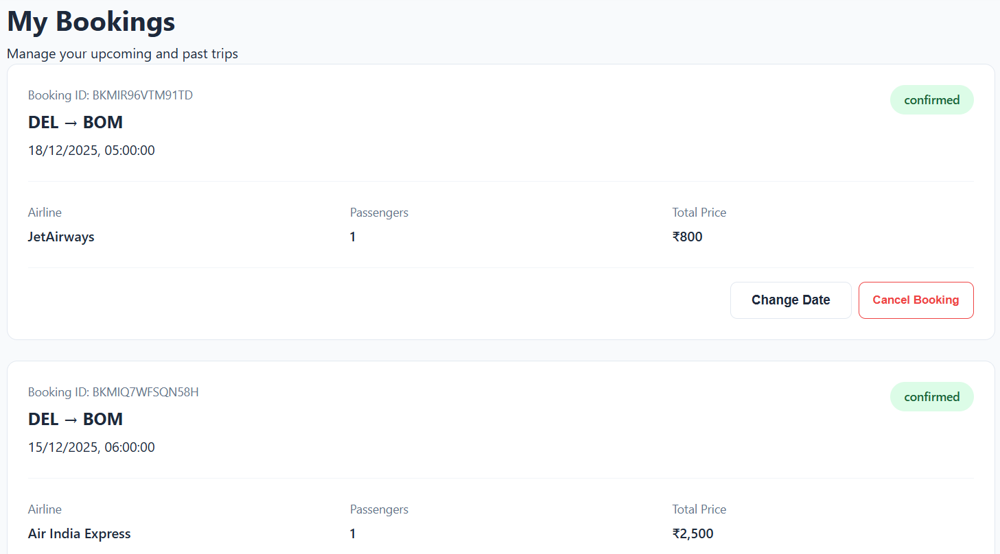 My Bookings
Manage your upcoming and past trips
Booking ID: BKMIR96VTM91TD
confirmed
DEL → BOM
18/12/2025, 05:00:00
Airline Passengers Total Price
JetAirways 1 ₹800
Change Date Cancel Booking
Booking ID: BKMIQ7WFSQN58H
confirmed
DEL → BOM
15/12/2025, 06:00:00
Airline Passengers Total Price
Air India Express 1 ₹2,500